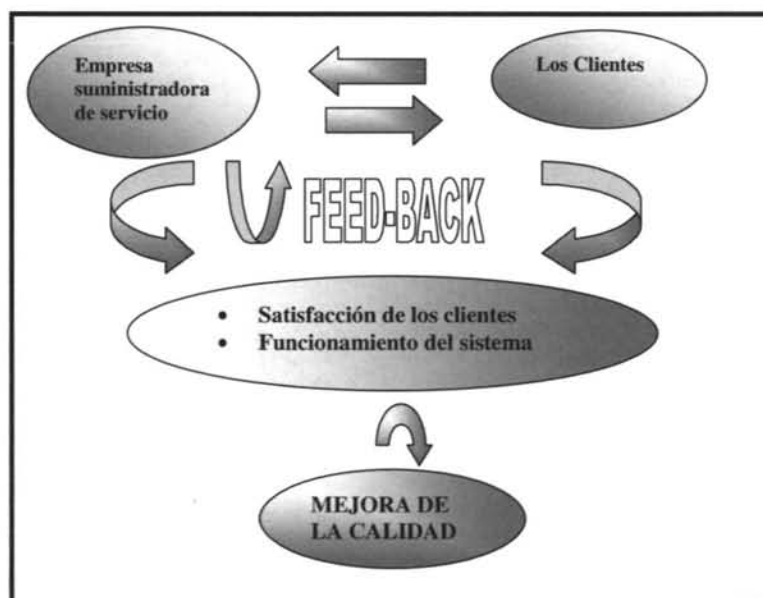 Empresa
suministradora
de servicio
Los Clientes
FEED-BACK
• Satisfacción de los clientes
• Funcionamiento del sistema
MEJORA DE
LA CALIDAD